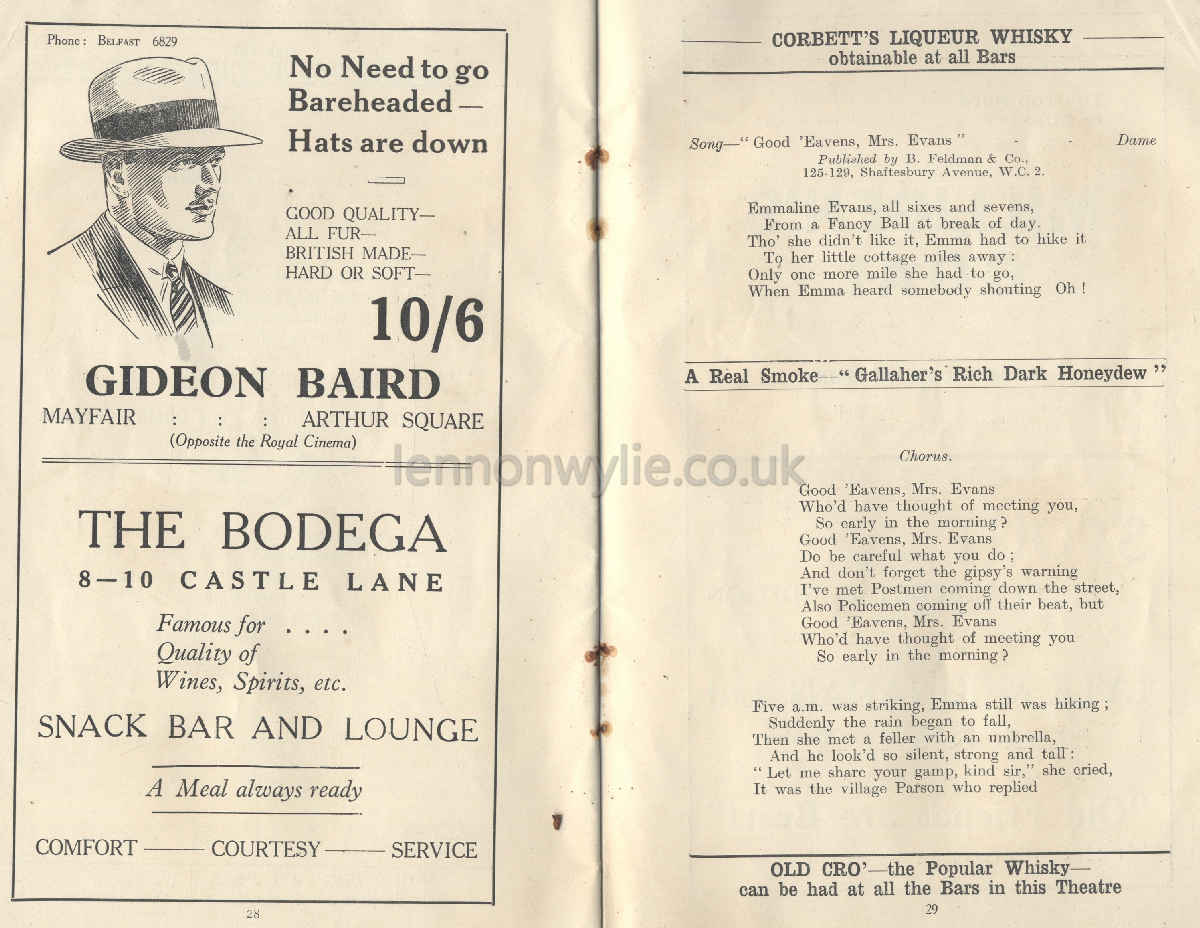 Phone: BELFAST 6829
No Need to go
Bareheaded —
Hats are down
GOOD QUALITY—
ALL FUR—
BRITISH MADE—
HARD OR SOFT—
10/6
GIDEON BAIRD
MAYFAIR : : : ARTHUR SQUARE
(Opposite the Royal Cinema)
THE BODEGA
8—10 CASTLE LANE
Famous for . . . .
Quality of
Wines, Spirits, etc.
SNACK BAR AND LOUNGE
A Meal always ready
COMFORT —— COURTESY —— SERVICE
28
CORBETT'S LIQUEUR WHISKY
obtainable at all Bars
Song—" Good 'Eavens, Mrs. Evans " - - Dame
Published by B. Feldman & Co.,
125-129, Shaftesbury Avenue, W.C. 2.
Emmaline Evans, all sixes and sevens,
From a Fancy Ball at break of day.
Tho' she didn't like it, Emma had to hike it
To her little cottage miles away :
Only one more mile she had to go,
When Emma heard somebody shouting Oh !
A Real Smoke—" Gallaher's Rich Dark Honeydew "
lennonwylie.co.uk
Chorus.
Good 'Eavens, Mrs. Evans
Who'd have thought of meeting you,
So early in the morning ?
Good 'Eavens, Mrs. Evans
Do be careful what you do ;
And don't forget the gipsy's warning
I've met Postmen coming down the street,
Also Policemen coming off their beat, but
Good 'Eavens, Mrs. Evans
Who'd have thought of meeting you
So early in the morning ?
Five a.m. was striking, Emma still was hiking ;
Suddenly the rain began to fall,
Then she met a feller with an umbrella,
And he look'd so silent, strong and tall :
" Let me share your gamp, kind sir," she cried,
It was the village Parson who replied
OLD CRO'—the Popular Whisky—
can be had at all the Bars in this Theatre
29